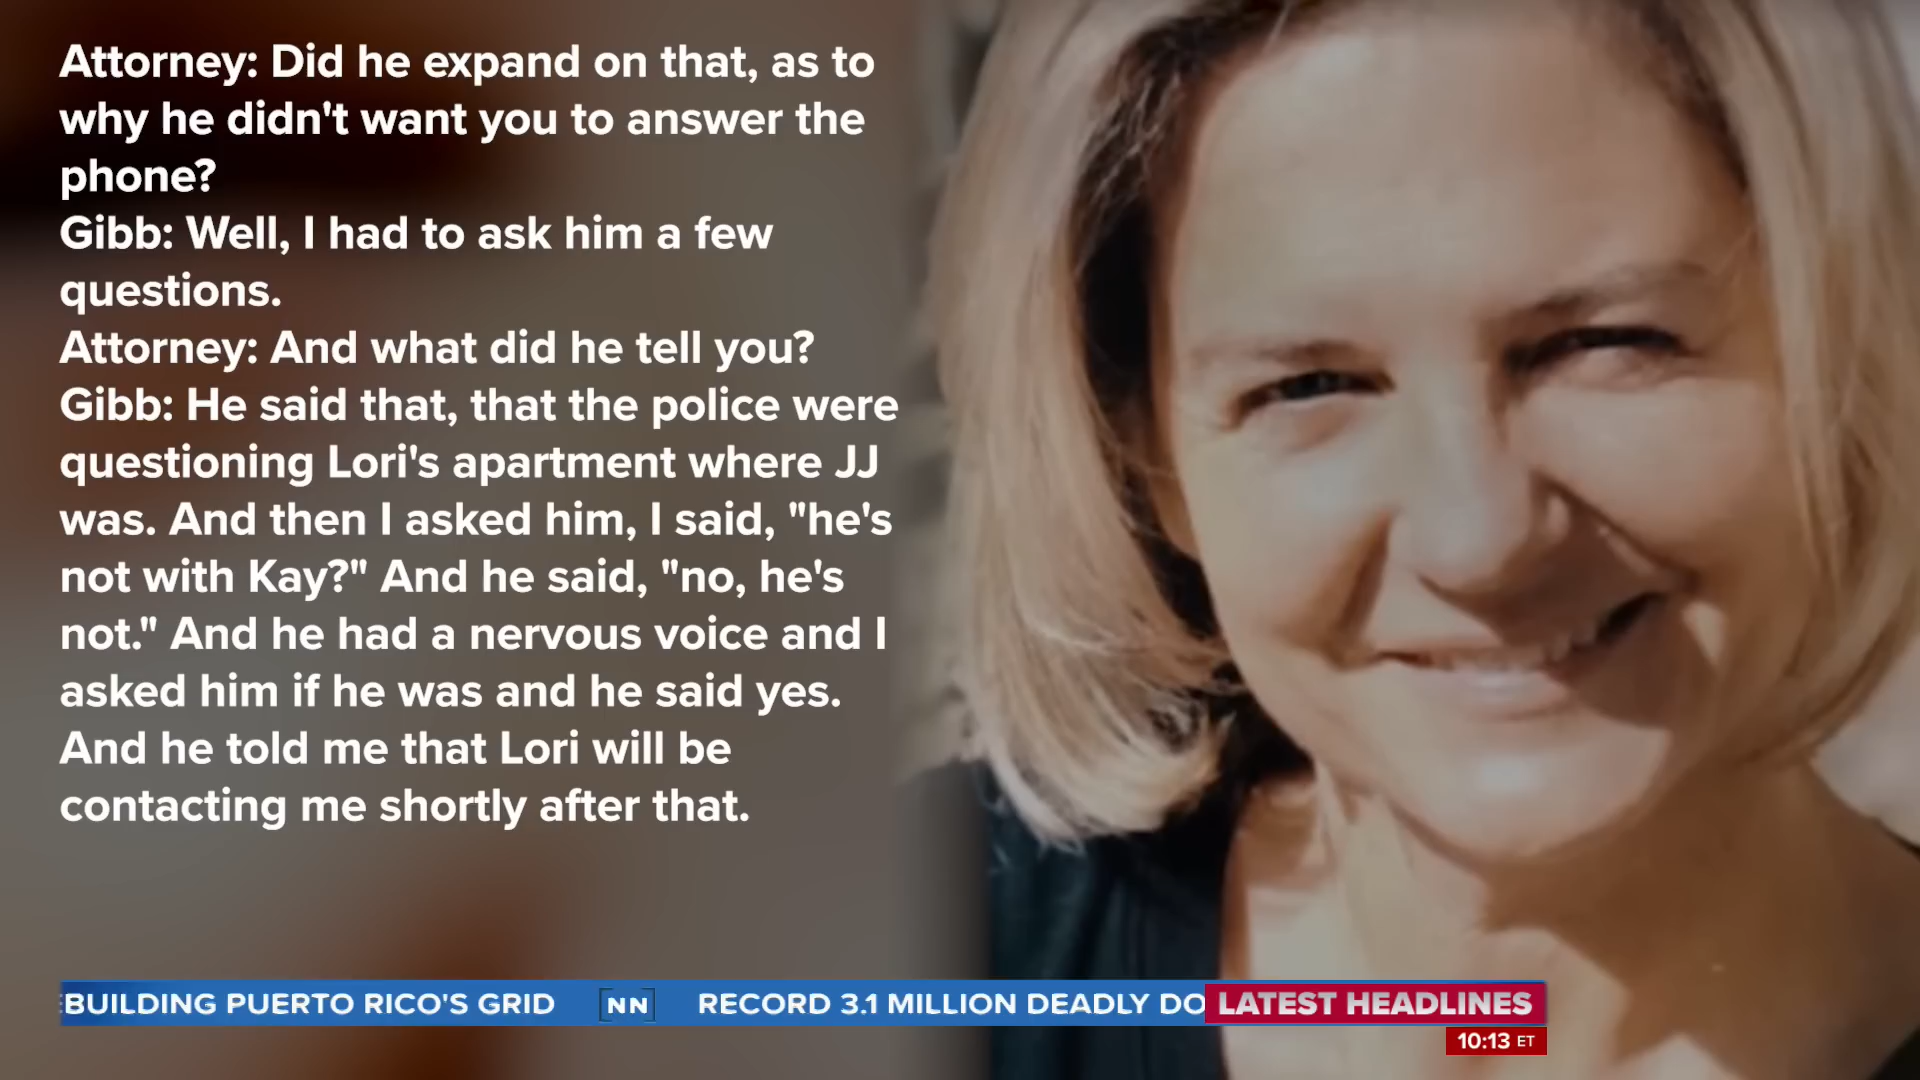 Attorney: Did he expand on that, as to
why he didn't want you to answer the
phone?
Gibb: Well, I had to ask him a few
questions.
Attorney: And what did he tell you?
Gibb: He said that, that the police were
questioning Lori's apartment where JJ
was. And then I asked him, I said, "he's
not with Kay?" And he said, "no, he's
not." And he had a nervous voice and I
asked him if he was and he said yes.
And he told me that Lori will be
contacting me shortly after that.
BUILDING PUERTO RICO'S GRID NN RECORD 3.1 MILLION DEADLY DO LATEST HEADLINES
10:13 ET